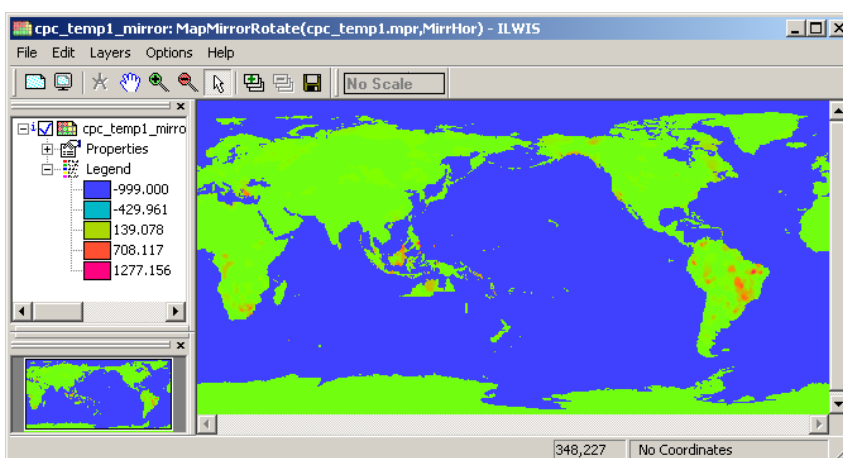 cpc_temp1_mirror: MapMirrorRotate(cpc_temp1.mpr,MirrHor) - ILWIS
File Edit Layers Options Help
No Scale
cpc_temp1_mirro
Properties
Legend
-999.000
-429.961
139.078
708.117
1277.156
348,227 No Coordinates